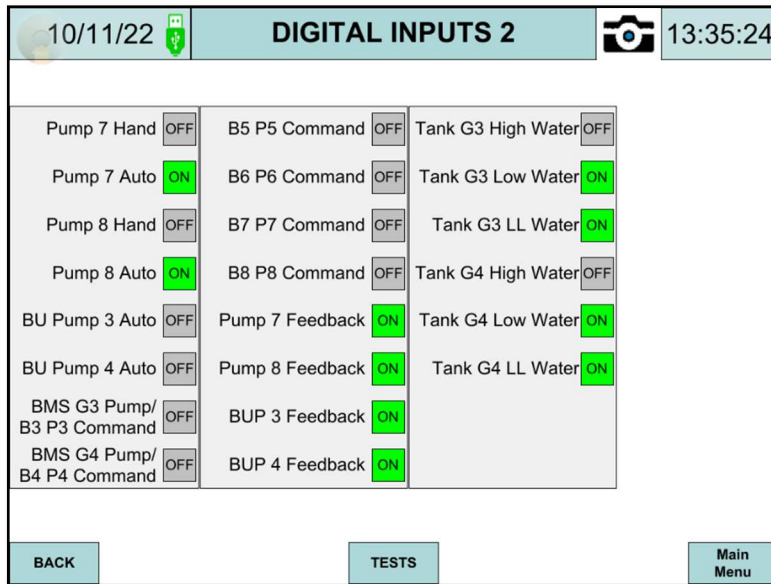 10/11/22
DIGITAL INPUTS 2
13:35:24
Pump 7 Hand OFF
Pump 7 Auto ON
Pump 8 Hand OFF
Pump 8 Auto ON
BU Pump 3 Auto OFF
BU Pump 4 Auto OFF
BMS G3 Pump/
B3 P3 Command OFF
BMS G4 Pump/
B4 P4 Command OFF
B5 P5 Command OFF
B6 P6 Command OFF
B7 P7 Command OFF
B8 P8 Command OFF
Pump 7 Feedback ON
Pump 8 Feedback ON
BUP 3 Feedback ON
BUP 4 Feedback ON
Tank G3 High Water OFF
Tank G3 Low Water ON
Tank G3 LL Water ON
Tank G4 High Water OFF
Tank G4 Low Water ON
Tank G4 LL Water ON
BACK
TESTS
Main
Menu